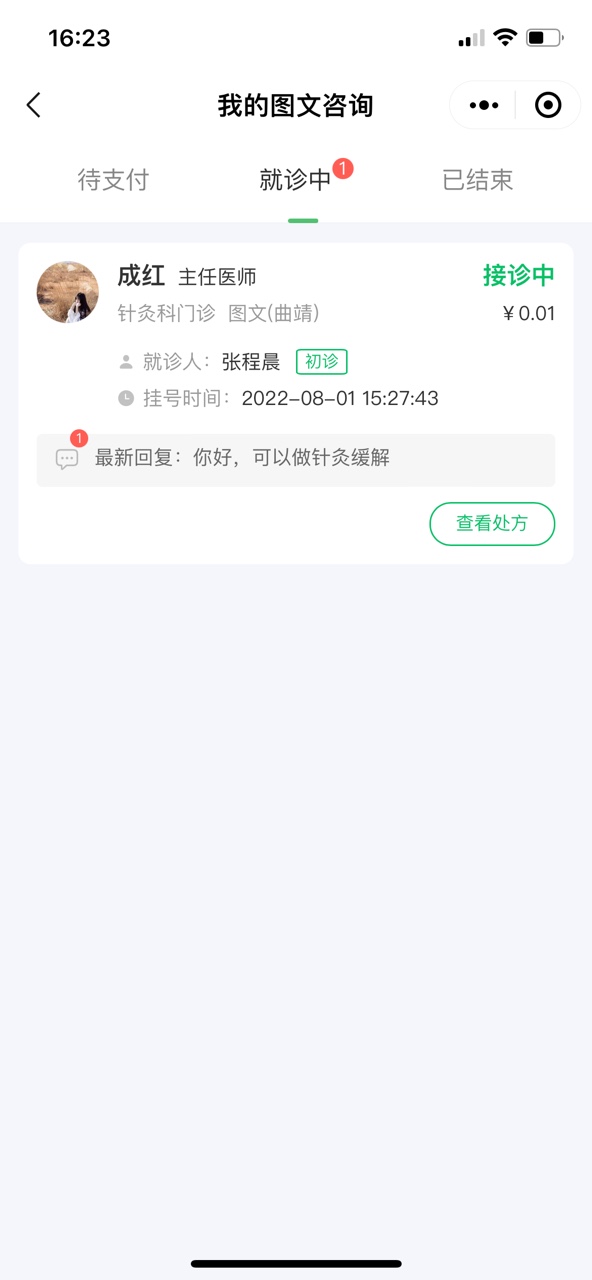 16:23
我的图文咨询
待支付 就诊中 1 已结束
成红 主任医师 接诊中
针灸科门诊 图文(曲靖) ¥0.01
就诊人：张程晨 初诊
挂号时间：2022-08-01 15:27:43
1
最新回复：你好，可以做针灸缓解
查看处方